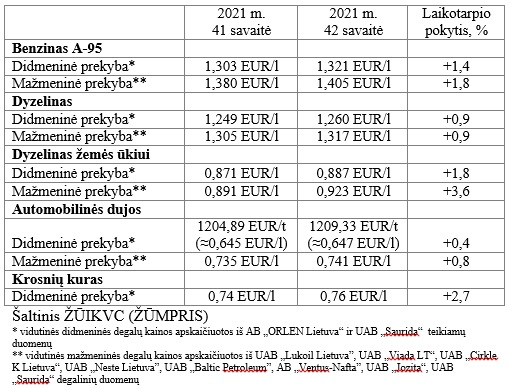 2021 m. 2021 m. Laikotarpio
41 savaitė 42 savaitė pokytis, %
Benzinas A-95
Didmeninė prekyba* 1,303 EUR/l 1,321 EUR/l +1,4
Mažmeninė prekyba** 1,380 EUR/l 1,405 EUR/l +1,8
Dyzelinas
Didmeninė prekyba* 1,249 EUR/l 1,260 EUR/l +0,9
Mažmeninė prekyba** 1,305 EUR/l 1,317 EUR/l +0,9
Dyzelinas žemės ūkiui
Didmeninė prekyba* 0,871 EUR/l 0,887 EUR/l +1,8
Mažmeninė prekyba** 0,891 EUR/l 0,923 EUR/l +3,6
Automobilinės dujos
1204,89 EUR/t 1209,33 EUR/t
Didmeninė prekyba* (≈0,645 EUR/l) (≈0,647 EUR/l) +0,4
Mažmeninė prekyba** 0,735 EUR/l 0,741 EUR/l +0,8
Krosnių kuras
Didmeninė prekyba* 0,74 EUR/l 0,76 EUR/l +2,7
Šaltinis ŽŪIKVC (ŽŪMPRIS)
* vidutinės didmeninės degalų kainos apskaičiuotos iš AB „ORLEN Lietuva“ ir UAB „Saurida“ teikiamų
duomenų
** vidutinės mažmeninės degalų kainos apskaičiuotos iš UAB „Lukoil Lietuva“, UAB „Viada LT“, UAB „Cirkle
K Lietuva“, UAB „Neste Lietuva”, UAB „Baltic Petroleum”, AB „Ventus-Nafta”, UAB „Jozita“, UAB
„Saurida“ degalinių duomenų